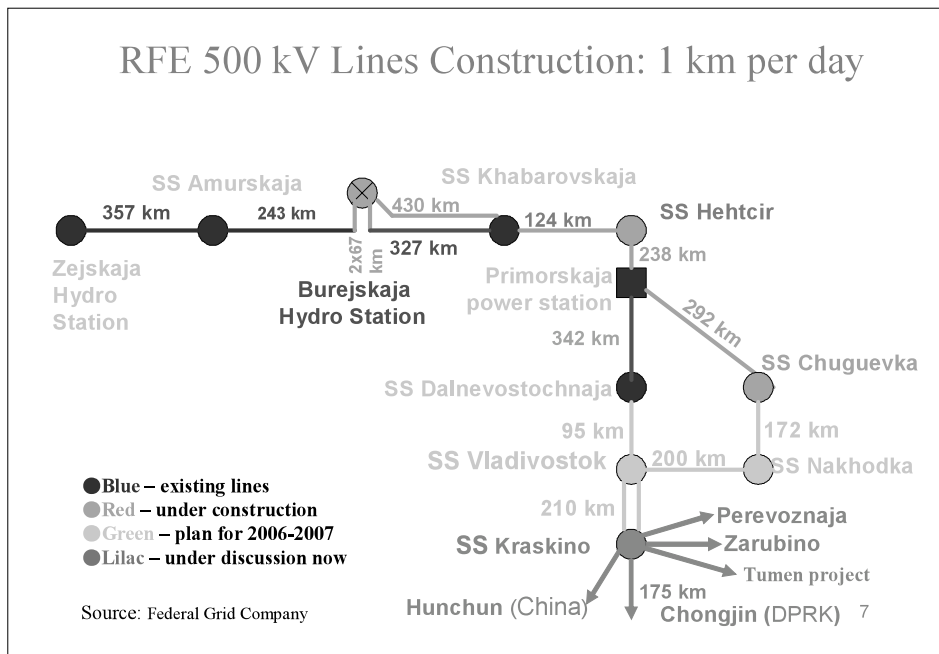 RFE 500 kV Lines Construction: 1 km per day
SS Amurskaja
SS Khabarovskaja
357 km
243 km
430 km
124 km
SS Hehtcir
2x67
km
327 km
238 km
Zejskaja
Hydro
Station
Burejskaja
Hydro Station
Primorskaja
power station
292 km
342 km
SS Chuguevka
SS Dalnevostochnaja
95 km
172 km
SS Vladivostok
200 km
SS Nakhodka
Blue – existing lines
Red – under construction
Green – plan for 2006-2007
Lilac – under discussion now
210 km
Perevoznaja
SS Kraskino
Zarubino
Tumen project
175 km
Hunchun (China)
Chongjin (DPRK)
7
Source: Federal Grid Company